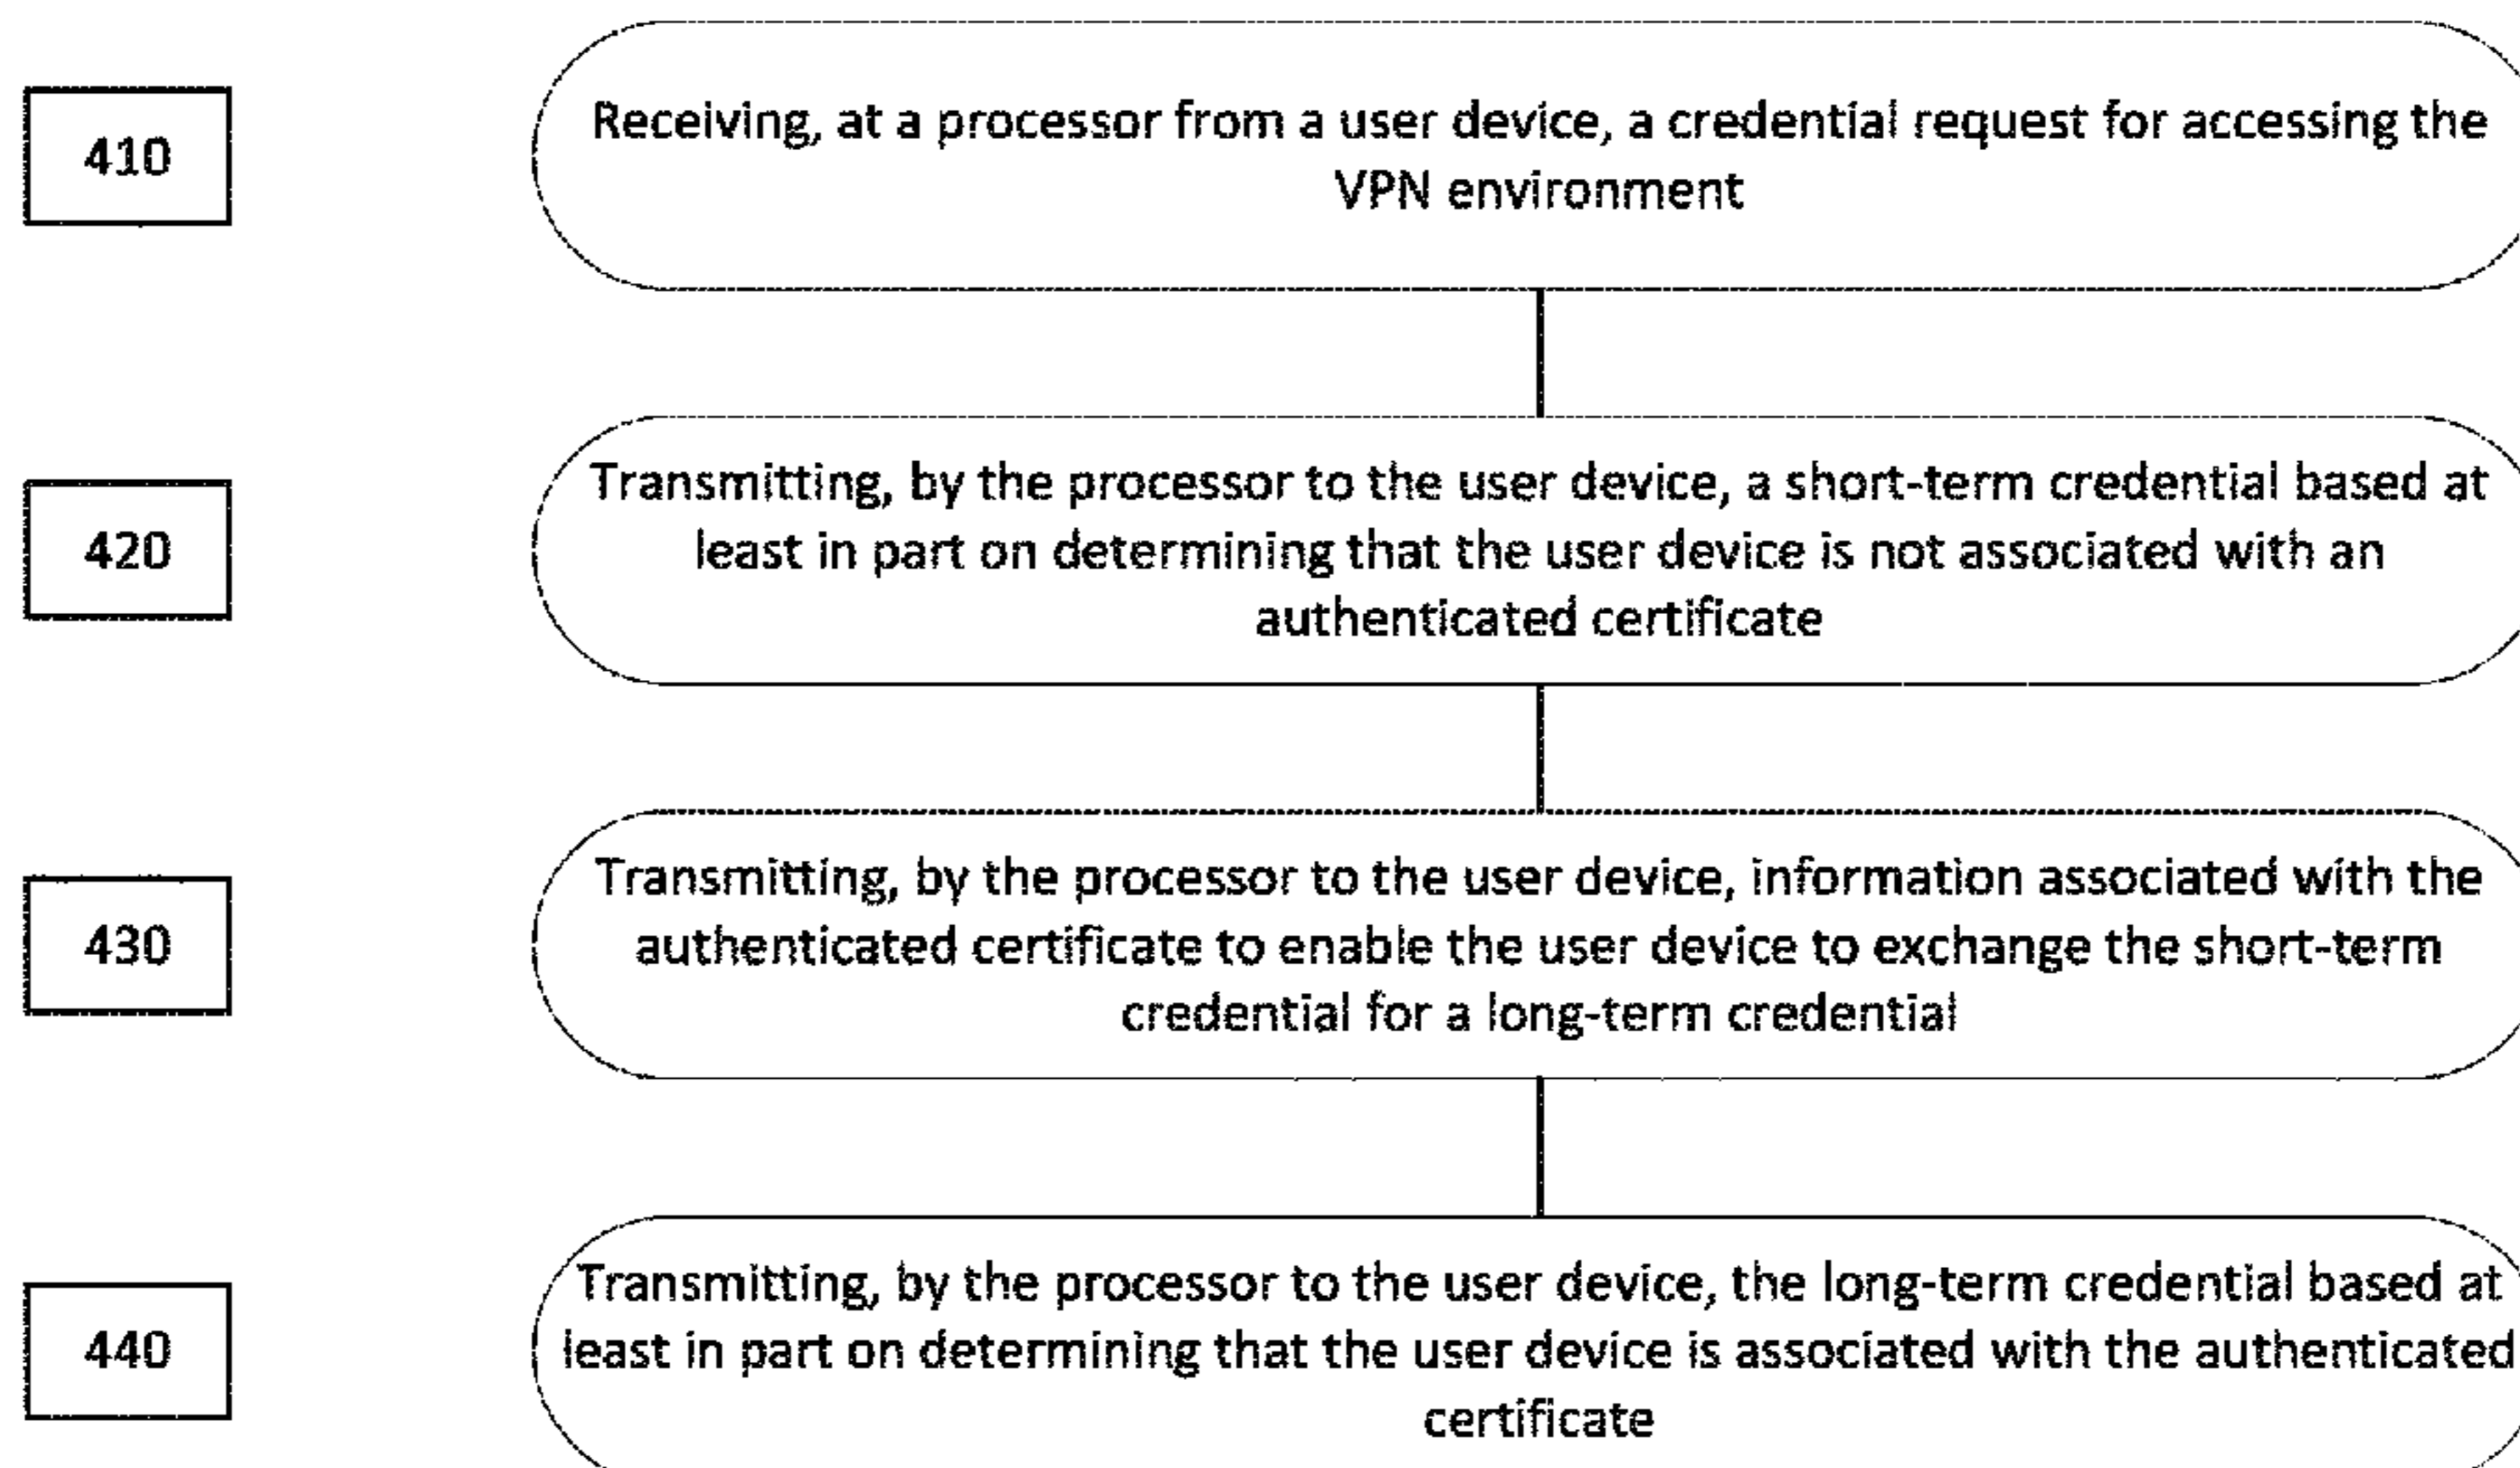 410
Receiving, at a processor from a user device, a credential request for accessing the
VPN environment
420
Transmitting, by the processor to the user device, a short-term credential based at
least in part on determining that the user device is not associated with an
authenticated certificate
430
Transmitting, by the processor to the user device, information associated with the
authenticated certificate to enable the user device to exchange the short-term
credential for a long-term credential
440
Transmitting, by the processor to the user device, the long-term credential based at
least in part on determining that the user device is associated with the authenticated
certificate